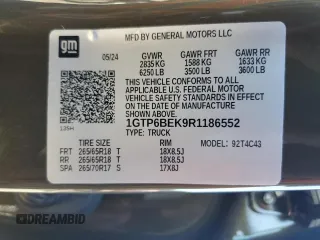 gm
MFD BY GENERAL MOTORS LLC
05/24 GVWR GAWR FRT GAWR RR
2835 KG 1588 KG 1633 KG
6250 LB 3500 LB 3600 LB
THIS VEHICLE CONFORMS TO ALL
APPLICABLE U.S. FEDERAL MOTOR
VEHICLE SAFETY STANDARDS IN EFFECT
ON THE DATE OF MANUFACTURE SHOWN
ABOVE.
1GTP6BEK9R1186552
TYPE: TRUCK
TIRE SIZE RIM MODEL: 92T4C43
FRT 265/65R18 T 18X8.5J
RR 265/65R18 T 18X8.5J
SPA 265/70R17 S 17X8J
© DREAMBID